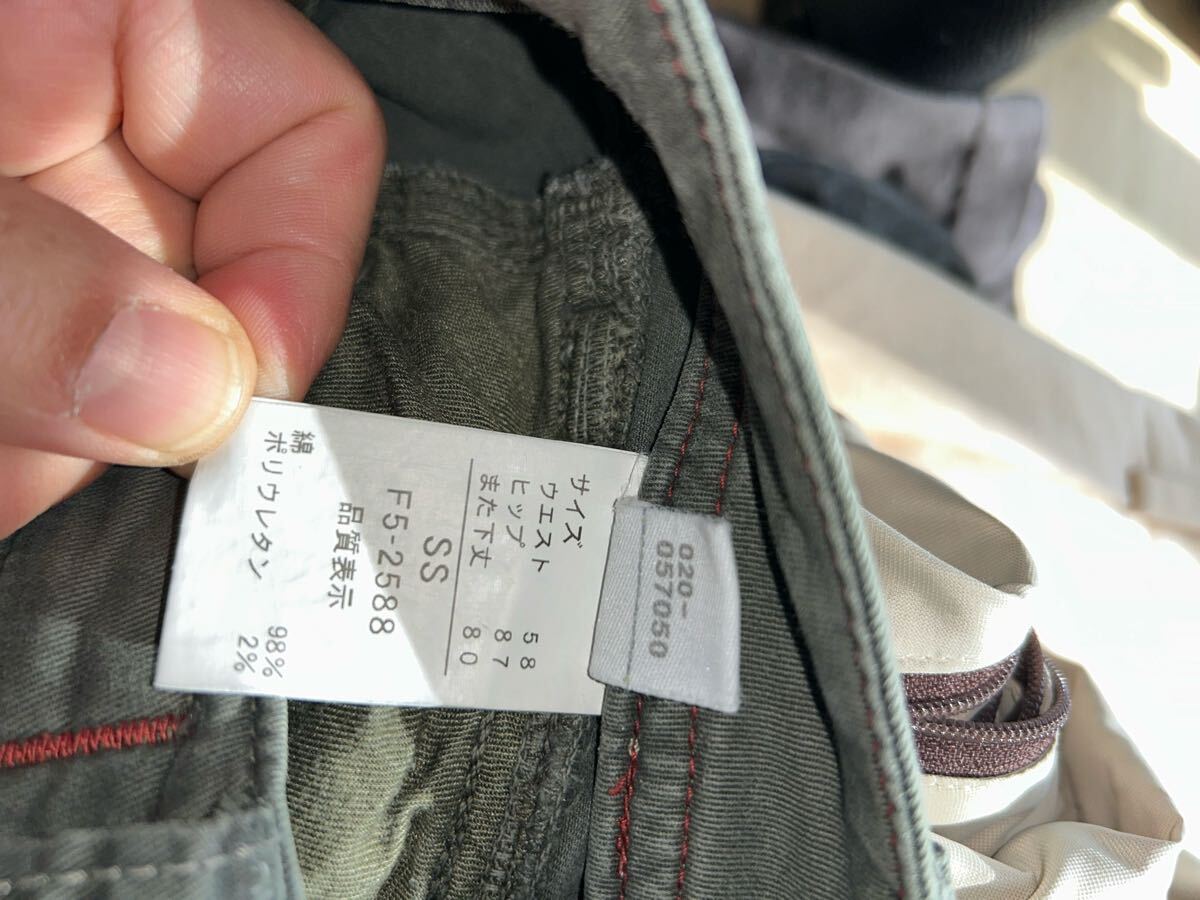 020-
057050
サイズ
ウエスト 58
ヒップ 87
また下丈 80
SS
F5-2588
品質表示
綿 98%
ポリウレタン 2%